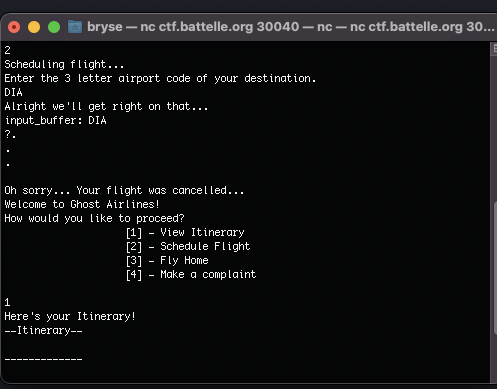 bryse — nc ctf.battelle.org 30040 — nc — nc ctf.battelle.org 30...
2
Scheduling flight...
Enter the 3 letter airport code of your destination.
DIA
Alright we'll get right on that...
input_buffer: DIA
?.
.
.
Oh sorry... Your flight was cancelled...
Welcome to Ghost Airlines!
How would you like to proceed?
[1] - View Itinerary
[2] - Schedule Flight
[3] - Fly Home
[4] - Make a complaint
1
Here's your Itinerary!
--Itinerary--
-------------